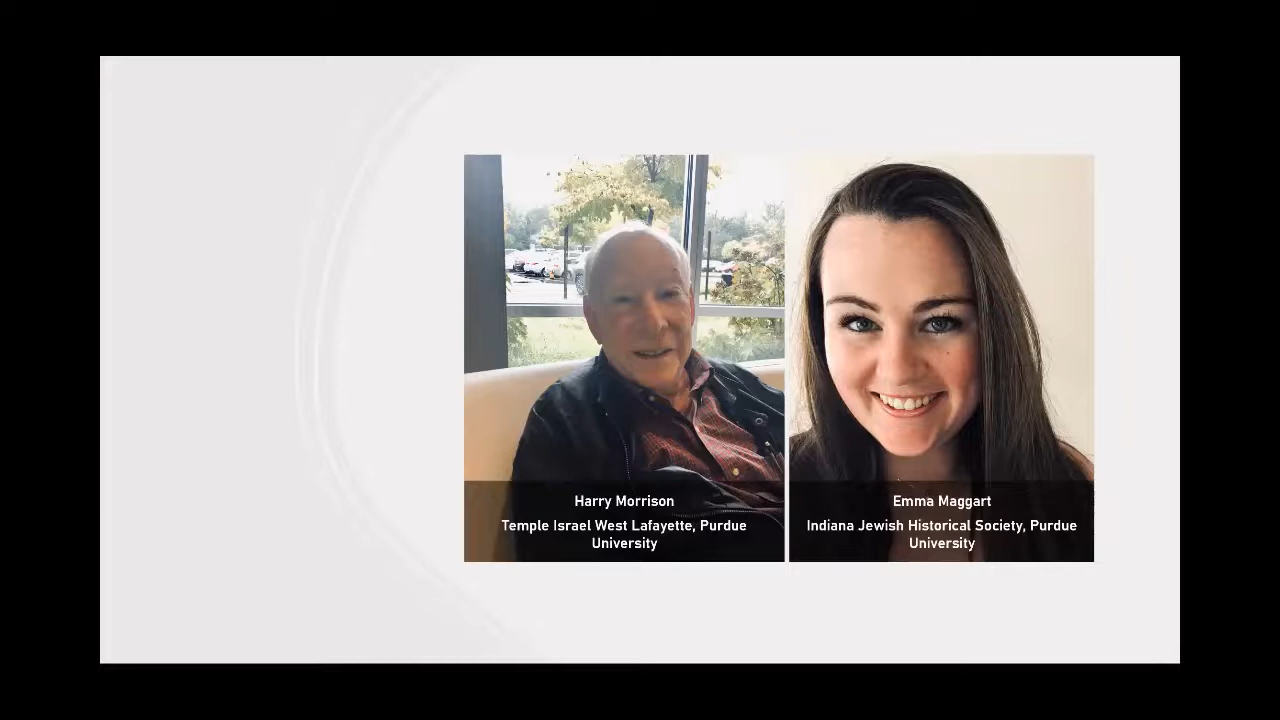 Harry Morrison
Temple Israel West Lafayette, Purdue
University
Emma Maggart
Indiana Jewish Historical Society, Purdue
University